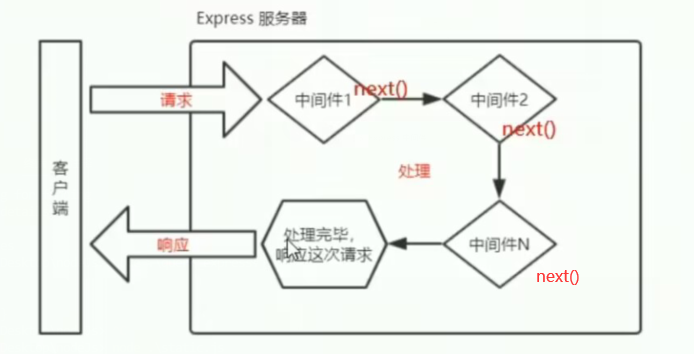 Express 服务器
客户端
请求
中间件1
next()
中间件2
next()
处理
中间件N
next()
处理完毕，
响应这次请求
响应